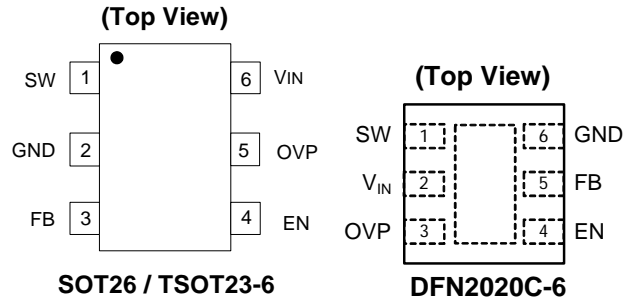 (Top View)
SW 1 6 VIN
GND 2 5 OVP
FB 3 4 EN
SOT26 / TSOT23-6
(Top View)
SW 1 6 GND
VIN 2 5 FB
OVP 3 4 EN
DFN2020C-6